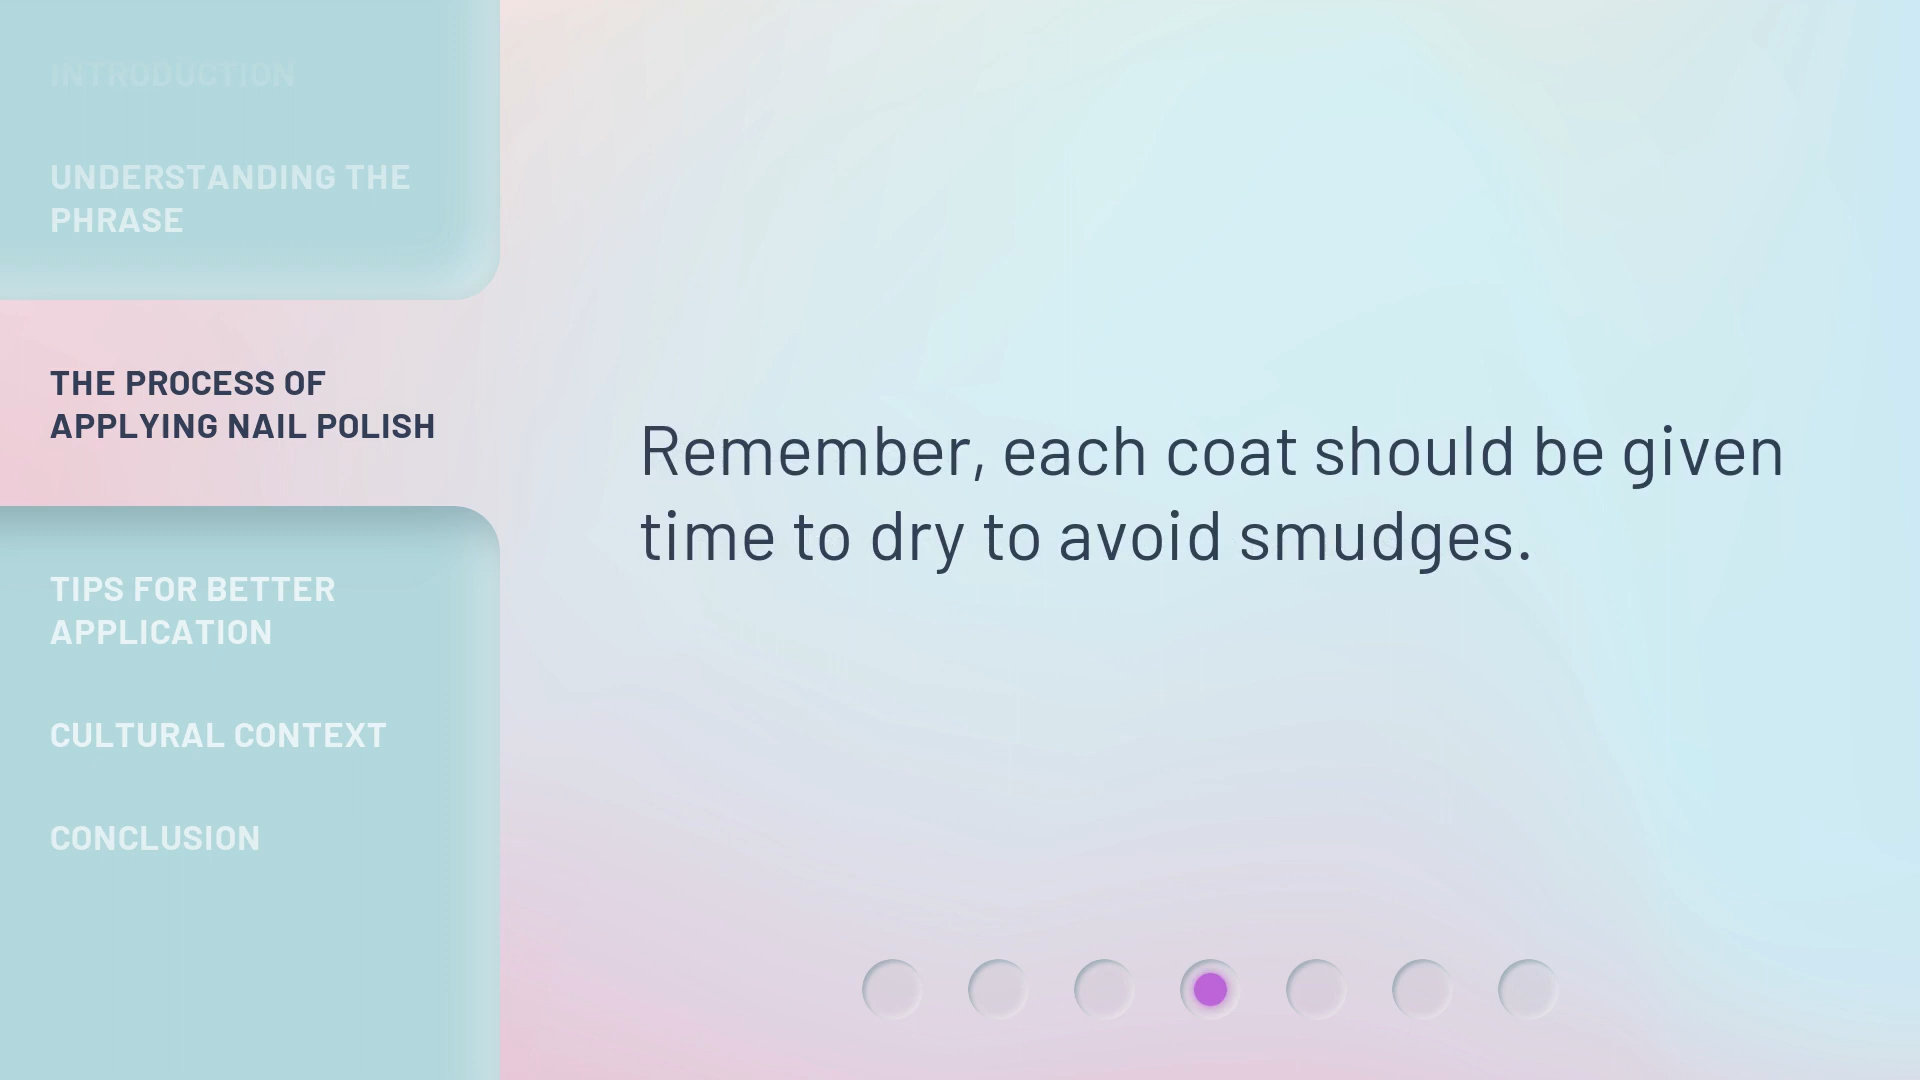 INTRODUCTION
UNDERSTANDING THE
PHRASE
THE PROCESS OF
APPLYING NAIL POLISH
TIPS FOR BETTER
APPLICATION
CULTURAL CONTEXT
CONCLUSION
Remember, each coat should be given
time to dry to avoid smudges.